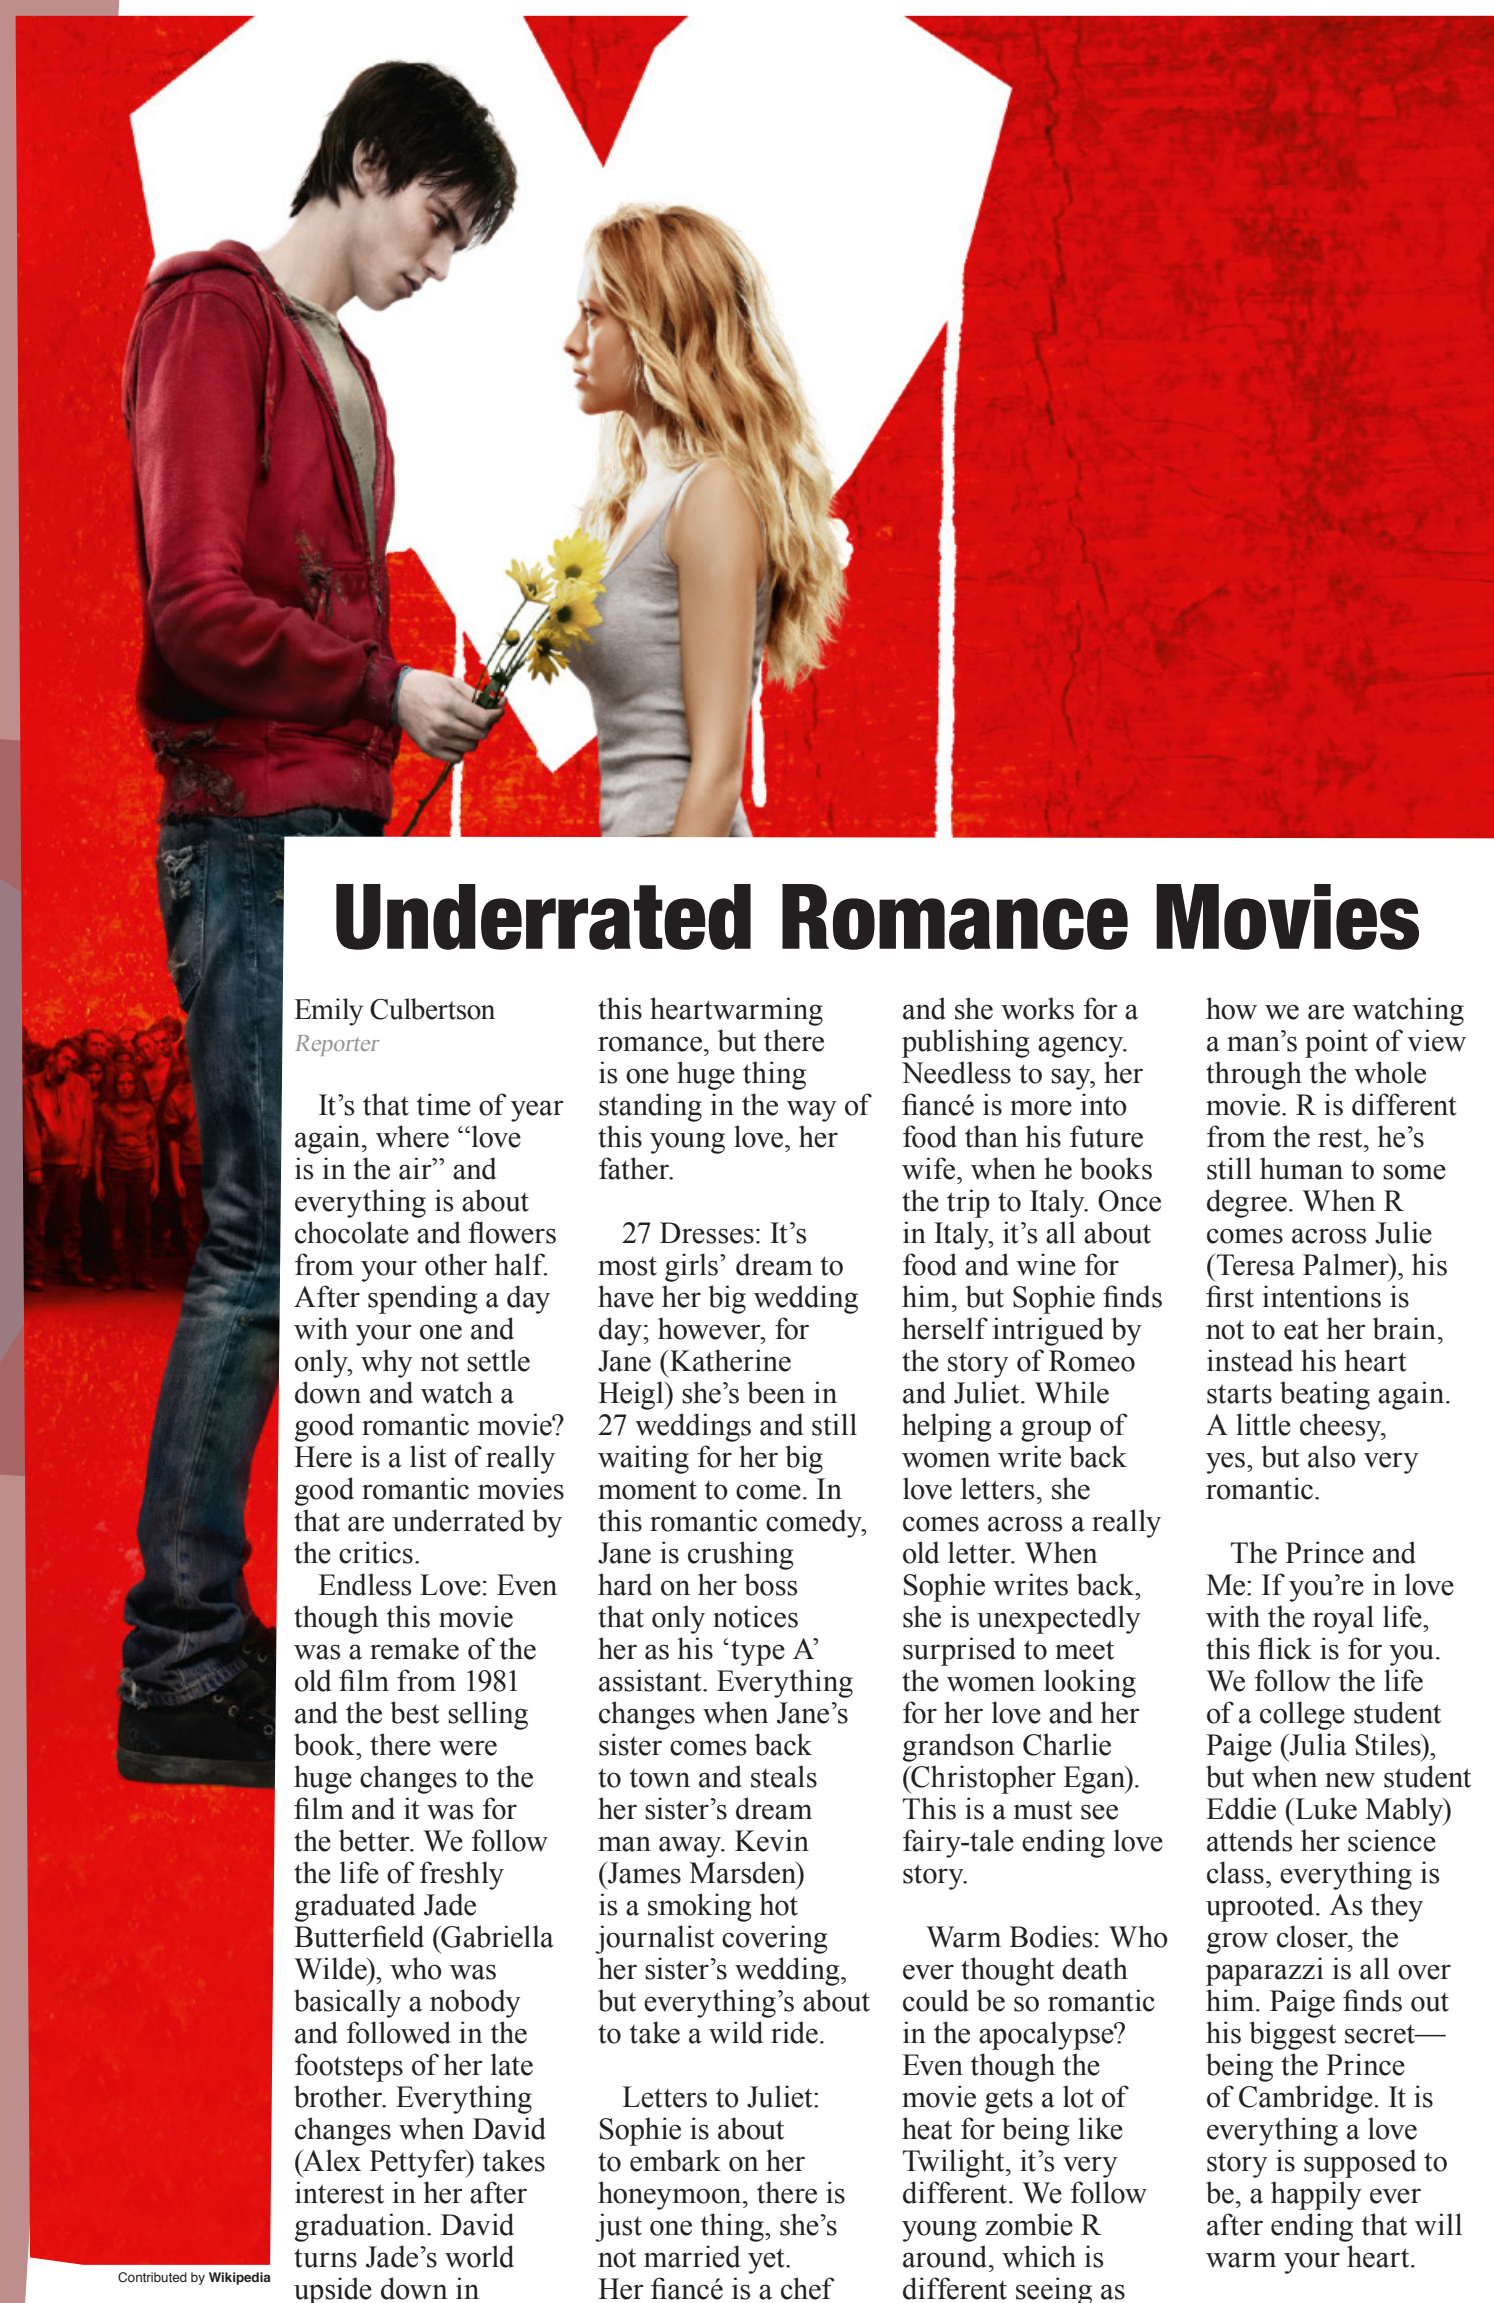 Underrated Romance Movies
Emily Culbertson
Reporter
It’s that time of year
again, where “love
is in the air” and
everything is about
chocolate and flowers
from your other half.
After spending a day
with your one and
only, why not settle
down and watch a
good romantic movie?
Here is a list of really
good romantic movies
that are underrated by
the critics.
Endless Love: Even
though this movie
was a remake of the
old film from 1981
and the best selling
book, there were
huge changes to the
film and it was for
the better. We follow
the life of freshly
graduated Jade
Butterfield (Gabriella
Wilde), who was
basically a nobody
and followed in the
footsteps of her late
brother. Everything
changes when David
(Alex Pettyfer) takes
interest in her after
graduation. David
turns Jade’s world
upside down in
this heartwarming
romance, but there
is one huge thing
standing in the way of
this young love, her
father.
27 Dresses: It’s
most girls’ dream to
have her big wedding
day; however, for
Jane (Katherine
Heigl) she’s been in
27 weddings and still
waiting for her big
moment to come. In
this romantic comedy,
Jane is crushing
hard on her boss
that only notices
her as his ‘type A’
assistant. Everything
changes when Jane’s
sister comes back
to town and steals
her sister’s dream
man away. Kevin
(James Marsden)
is a smoking hot
journalist covering
her sister’s wedding,
but everything’s about
to take a wild ride.
Letters to Juliet:
Sophie is about
to embark on her
honeymoon, there is
just one thing, she’s
not married yet.
Her fiancé is a chef
and she works for a
publishing agency.
Needless to say, her
fiancé is more into
food than his future
wife, when he books
the trip to Italy. Once
in Italy, it’s all about
food and wine for
him, but Sophie finds
herself intrigued by
the story of Romeo
and Juliet. While
helping a group of
women write back
love letters, she
comes across a really
old letter. When
Sophie writes back,
she is unexpectedly
surprised to meet
the women looking
for her love and her
grandson Charlie
(Christopher Egan).
This is a must see
fairy-tale ending love
story.
Warm Bodies: Who
ever thought death
could be so romantic
in the apocalypse?
Even though the
movie gets a lot of
heat for being like
Twilight, it’s very
different. We follow
young zombie R
around, which is
different seeing as
how we are watching
a man’s point of view
through the whole
movie. R is different
from the rest, he’s
still human to some
degree. When R
comes across Julie
(Teresa Palmer), his
first intentions is
not to eat her brain,
instead his heart
starts beating again.
A little cheesy,
yes, but also very
romantic.
The Prince and
Me: If you’re in love
with the royal life,
this flick is for you.
We follow the life
of a college student
Paige (Julia Stiles),
but when new student
Eddie (Luke Mably)
attends her science
class, everything is
uprooted. As they
grow closer, the
paparazzi is all over
him. Paige finds out
his biggest secret—
being the Prince
of Cambridge. It is
everything a love
story is supposed to
be, a happily ever
after ending that will
warm your heart.
Contributed by Wikipedia